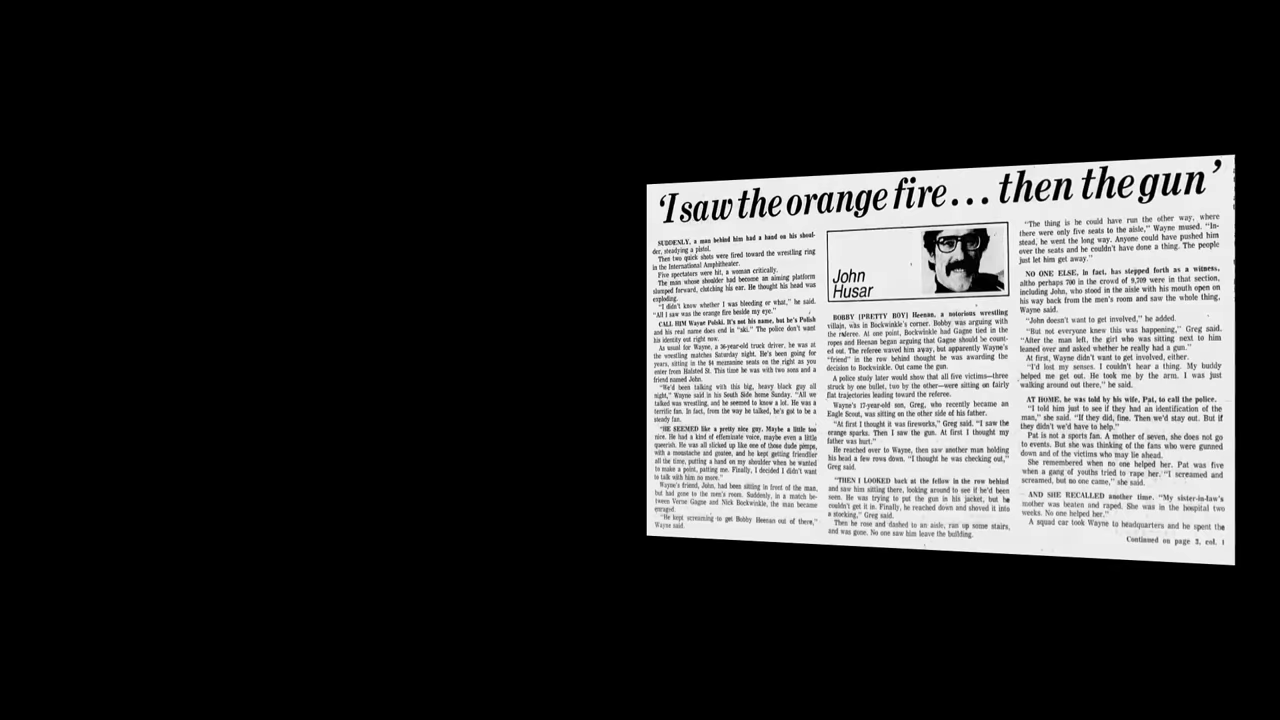 'I saw the orange fire... then the gun'
SUDDENLY, a man behind him had a hand on his shoul-
der, steadying a pistol.
Then two quick shots were fired toward the wrestling ring
in the International Amphitheater.
Five spectators were hit, a woman critically.
The man whose shoulder had become an aiming platform
slumped forward, clutching his ear. He thought his head was
exploding.
"I didn't know whether I was bleeding or what," he said.
"All I saw was the orange fire beside my eye."
CALL HIM Wayne Polski. It's not his name, but he's Polish
and his real name does end in "ski." The police don't want
his identity out right now.
As usual for Wayne, a 36-year-old truck driver, he was at
the wrestling matches Saturday night. He's been going for
years, sitting in the $4 mezzanine seats on the right as you
enter from Halsted St. This time he was with two sons and a
friend named John.
"We'd been talking with this big, heavy black guy all
night," Wayne said in his South Side home Sunday. "All we
talked was wrestling, and he seemed to know a lot. He was a
terrific fan. In fact, from the way he talked, he's got to be a
steady fan.
"HE SEEMED like a pretty nice guy. Maybe a little too
nice. He had a kind of effeminate voice, maybe even a little
queerish. He was all slicked up like one of those dude pimps,
with a moustache and goatee, and he kept getting friendlier
all the time, putting a hand on my shoulder when he wanted
to make a point, patting me. Finally, I decided I didn't want
to talk with him no more."
Wayne's friend, John, had been sitting in front of the man,
but had gone to the men's room. Suddenly, in a match be-
tween Verne Gagne and Nick Bockwinkle, the man became
enraged.
"He kept screaming to get Bobby Heenan out of there,"
Wayne said.
John
Husar
BOBBY [PRETTY BOY] Heenan, a notorious wrestling
villain, was in Bockwinkle's corner. Bobby was arguing with
the referee. At one point, Bockwinkle had Gagne tied in the
ropes and Heenan began arguing that Gagne should be count-
ed out. The referee waved him away, but apparently Wayne's
"friend" in the row behind thought he was awarding the
decision to Bockwinkle. Out came the gun.
A police study later would show that all five victims—three
struck by one bullet, two by the other—were sitting on fairly
flat trajectories leading toward the referee.
Wayne's 17-year-old son, Greg, who recently became an
Eagle Scout, was sitting on the other side of his father.
"At first I thought it was fireworks," Greg said. "I saw the
orange sparks. Then I saw the gun. At first I thought my
father was hurt."
He reached over to Wayne, then saw another man holding
his head a few rows down. "I thought he was checking out,"
Greg said.
"THEN I LOOKED back at the fellow in the row behind
and saw him sitting there, looking around to see if he'd been
seen. He was trying to put the gun in his jacket, but he
couldn't get it in. Finally, he reached down and shoved it into
a stocking," Greg said.
Then he rose and dashed to an aisle, ran up some stairs,
and was gone. No one saw him leave the building.
"The thing is he could have run the other way, where
there were only five seats to the aisle," Wayne mused. "In-
stead, he went the long way. Anyone could have pushed him
over the seats and he couldn't have done a thing. The people
just let him get away."
NO ONE ELSE, in fact, has stepped forth as a witness,
altho perhaps 700 in the crowd of 9,709 were in that section,
including John, who stood in the aisle with his mouth open on
his way back from the men's room and saw the whole thing,
Wayne said.
"John doesn't want to get involved," he added.
"But not everyone knew this was happening," Greg said.
"After the man left, the girl who was sitting next to him
leaned over and asked whether he really had a gun."
At first, Wayne didn't want to get involved, either.
"I'd lost my senses. I couldn't hear a thing. My buddy
helped me get out. He took me by the arm. I was just
walking around out there," he said.
AT HOME, he was told by his wife, Pat, to call the police.
"I told him just to see if they had an identification of the
man," she said. "If they did, fine. Then we'd stay out. But if
they didn't we'd have to help."
Pat is not a sports fan. A mother of seven, she does not go
to events. But she was thinking of the fans who were gunned
down and of the victims who may lie ahead.
She remembered when no one helped her. Pat was five
when a gang of youths tried to rape her. "I screamed and
screamed, but no one came," she said.
AND SHE RECALLED another time. "My sister-in-law's
mother was beaten and raped. She was in the hospital two
weeks. No one helped her."
A squad car took Wayne to headquarters and he spent the
Continued on page 3, col. 1